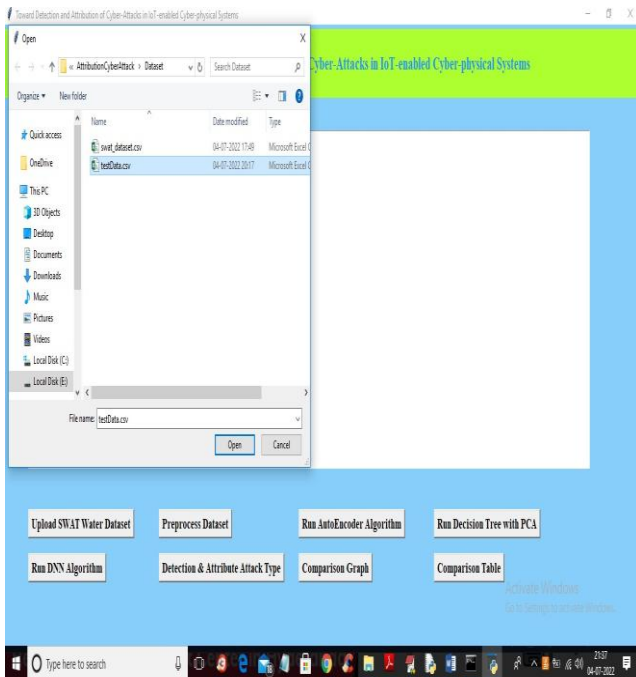 Toward Detection and Attribution of Cyber-Attacks in IoT-enabled Cyber-physical Systems
Open
« AttributionCyberAttack › Dataset
Search Dataset
Cyber-Attacks in IoT-enabled Cyber-physical Systems
Organize
New folder
Name
Date modified
Type
Quick access
swat_dataset.csv
04-07-2022 17:49
Microsoft Excel C
testData.csv
04-07-2022 20:17
Microsoft Excel C
OneDrive
This PC
3D Objects
Desktop
Documents
Downloads
Music
Pictures
Videos
Local Disk (C:)
Local Disk (E:)
File name: testData.csv
Open
Cancel
Upload SWAT Water Dataset
Preprocess Dataset
Run AutoEncoder Algorithm
Run Decision Tree with PCA
Run DNN Algorithm
Detection & Attribute Attack Type
Comparison Graph
Comparison Table
Activate Windows
Go to Settings to activate Windows.
Type here to search
21:37
04-07-2022